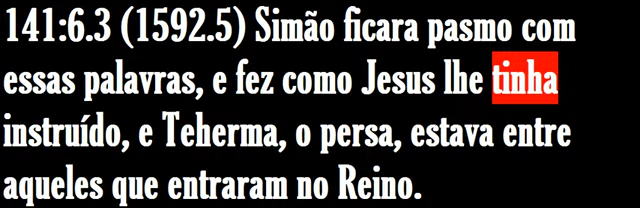 141:6.3 (1592.5) Simão ficara pasmo com
essas palavras, e fez como Jesus lhe tinha
instruído, e Teherma, o persa, estava entre
aqueles que entraram no Reino.